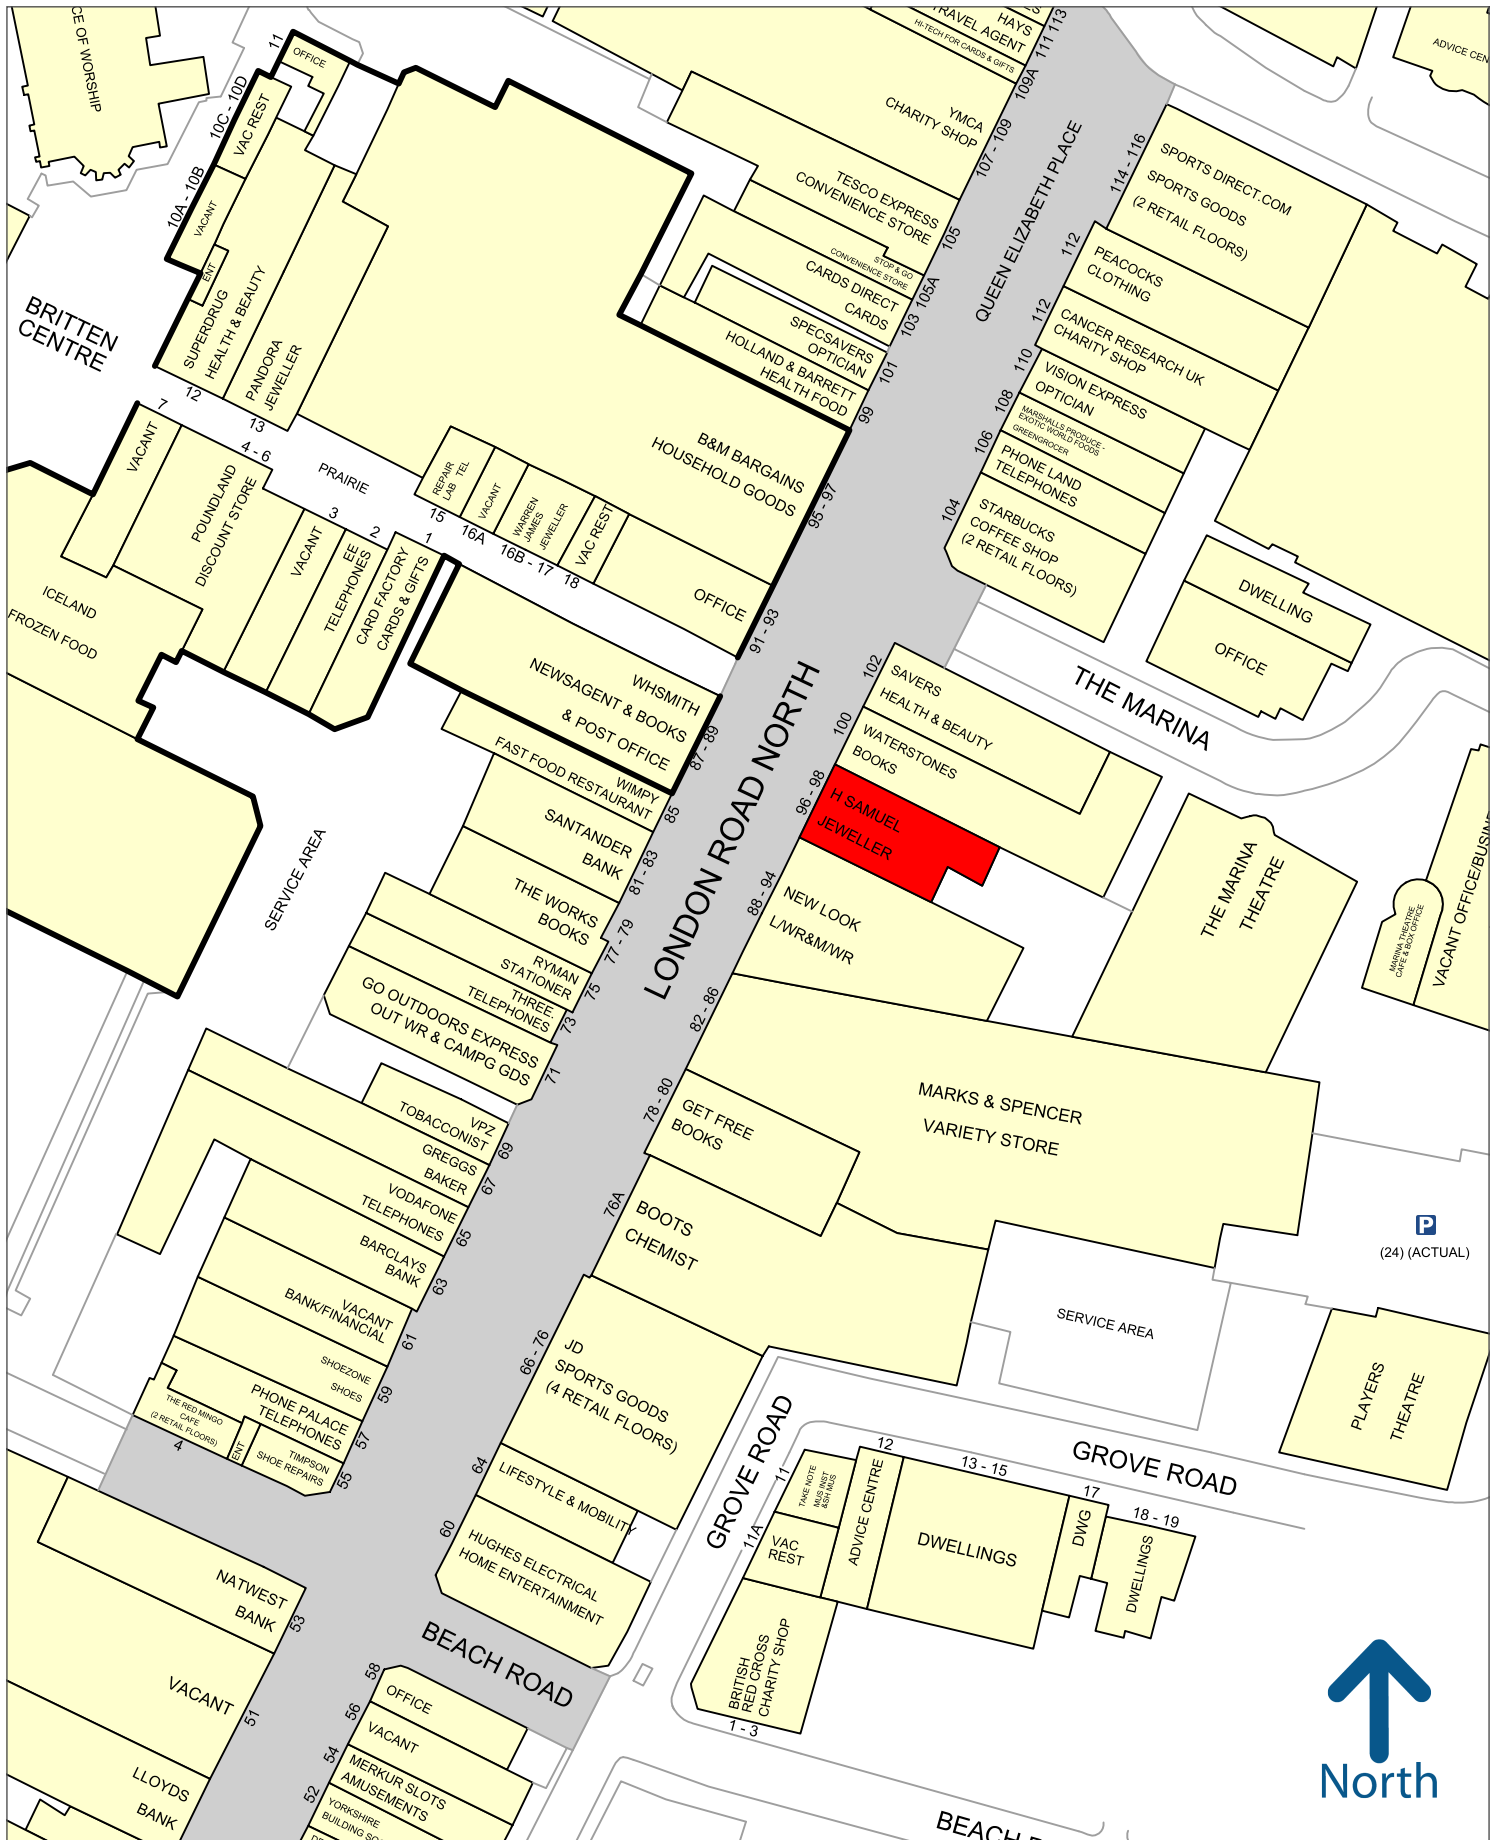 CE OF WORSHIP
11
OFFICE
10C - 10D
VAC REST
10A - 10B
VACANT
ENT
SUPERDRUG
HEALTH & BEAUTY
PANDORA
JEWELLER
BRITTEN
CENTRE
12
13
7
4 - 6
PRAIRIE
VACANT
POUNDLAND
DISCOUNT STORE
3
VACANT
2
EE
TELEPHONES
1
CARD FACTORY
CARDS & GIFTS
ICELAND
FROZEN FOOD
REPAIR
LAB TEL
15
VACANT
16A
WARREN
JAMES
JEWELLER
16B - 17
VAC REST
18
OFFICE
91 - 93
B&M BARGAINS
HOUSEHOLD GOODS
95 - 97
HAYS
TRAVEL AGENT
113
111
HI-TECH FOR CARDS & GIFTS
109A
YMCA
CHARITY SHOP
107 - 109
TESCO EXPRESS
CONVENIENCE STORE
105
STOP & GO
CONVENIENCE STORE
105A
CARDS DIRECT
CARDS
103
SPECSAVERS
OPTICIAN
101
HOLLAND & BARRETT
HEALTH FOOD
99
QUEEN ELIZABETH PLACE
ADVICE CEN
114 - 116
SPORTS DIRECT.COM
SPORTS GOODS
(2 RETAIL FLOORS)
112
PEACOCKS
CLOTHING
112
CANCER RESEARCH UK
CHARITY SHOP
110
VISION EXPRESS
OPTICIAN
108
MARSHALLS PRODUCE -
EXOTIC WORLD FOODS
GREENGROCER
106
PHONE LAND
TELEPHONES
104
STARBUCKS
COFFEE SHOP
(2 RETAIL FLOORS)
DWELLING
OFFICE
THE MARINA
WHSMITH
NEWSAGENT & BOOKS
& POST OFFICE
87 - 89
WIMPY
FAST FOOD RESTAURANT
85
SANTANDER
BANK
81 - 83
THE WORKS
BOOKS
77 - 79
RYMAN
STATIONER
75
THREE.
TELEPHONES
73
GO OUTDOORS EXPRESS
OUT WR & CAMPG GDS
71
SERVICE AREA
LONDON ROAD NORTH
102
SAVERS
HEALTH & BEAUTY
100
WATERSTONES
BOOKS
96 - 98
H SAMUEL
JEWELLER
88 - 94
NEW LOOK
L/WR&M/WR
82 - 86
MARKS & SPENCER
VARIETY STORE
THE MARINA
THEATRE
MARINA THEATRE
CAFE & BOX OFFICE
VACANT OFFICE/BUSINE
78 - 80
GET FREE
BOOKS
76A
BOOTS
CHEMIST
66 - 76
JD
SPORTS GOODS
(4 RETAIL FLOORS)
64
LIFESTYLE & MOBILITY
60
HUGHES ELECTRICAL
HOME ENTERTAINMENT
VPZ
TOBACCONIST
69
GREGGS
BAKER
67
VODAFONE
TELEPHONES
65
BARCLAYS
BANK
63
VACANT
BANK/FINANCIAL
61
SHOEZONE
SHOES
59
PHONE PALACE
TELEPHONES
57
THE RED MINGO
CAFE
(2 RETAIL FLOORS)
4
ENT
TIMPSON
SHOE REPAIRS
55
P
(24) (ACTUAL)
SERVICE AREA
PLAYERS
THEATRE
GROVE ROAD
GROVE ROAD
11
TAKE NOTE
MUS INST
&SH MUS
11A
VAC
REST
12
ADVICE CENTRE
13 - 15
DWELLINGS
17
DWG
18 - 19
DWELLINGS
BRITISH
RED CROSS
CHARITY SHOP
1 - 3
NATWEST
BANK
53
VACANT
51
LLOYDS
BANK
BEACH ROAD
58
OFFICE
56
VACANT
54
MERKUR SLOTS
AMUSEMENTS
52
YORKSHIRE
BUILDING SO
North
BEACH